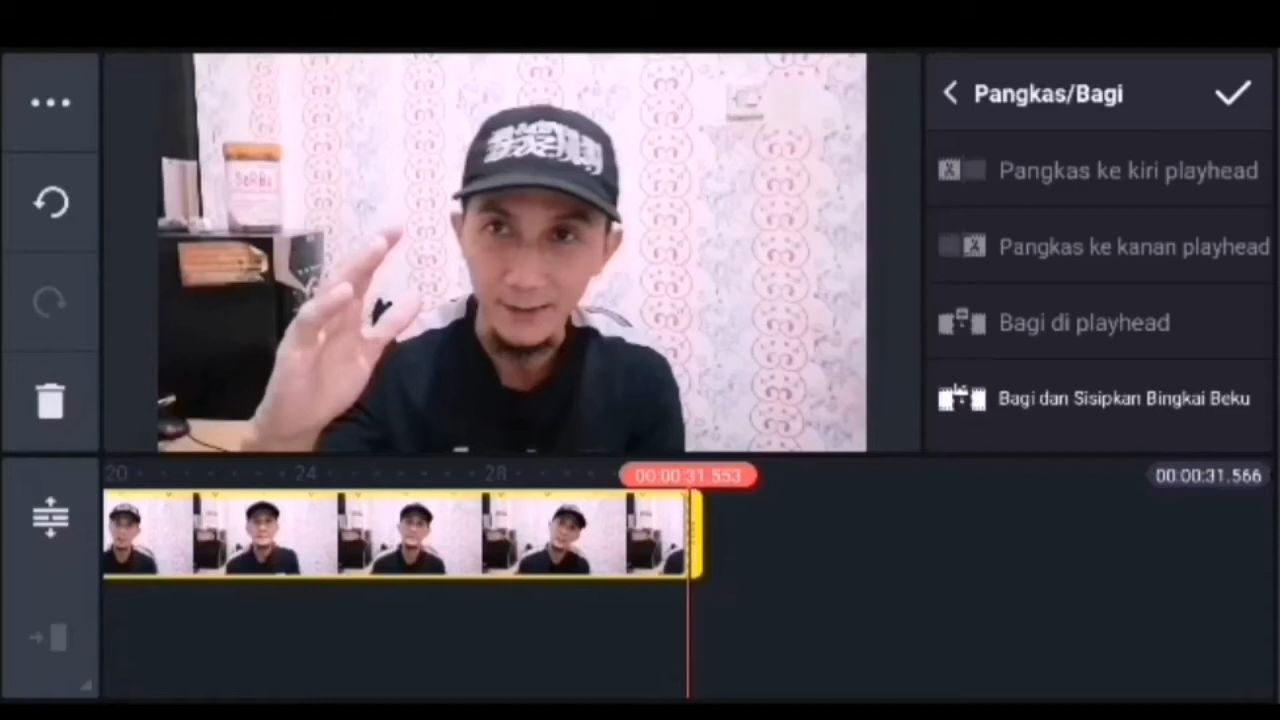 Pangkas/Bagi
Pangkas ke kiri playhead
Pangkas ke kanan playhead
Bagi di playhead
Bagi dan Sisipkan Bingkai Beku
SeRBu
20
24
28
00:00:31.553
00:00:31.566